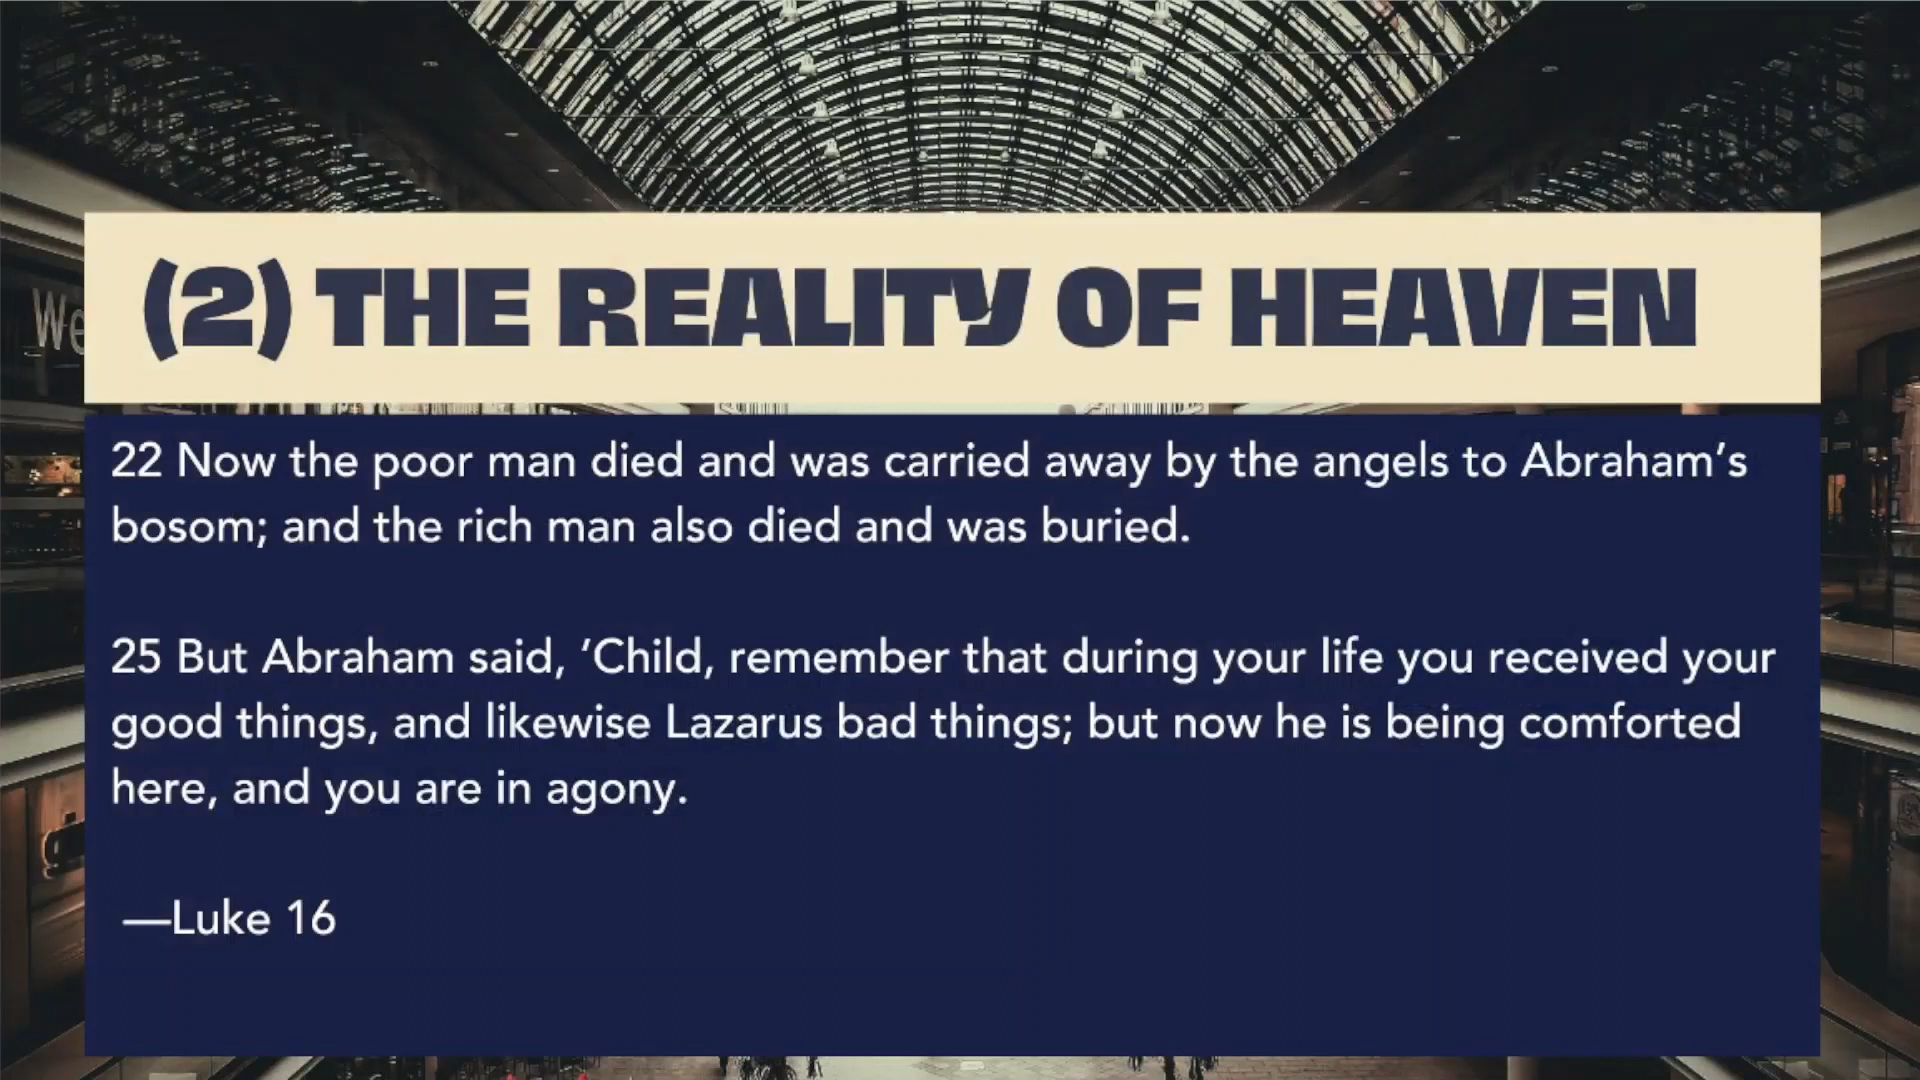 (2) THE REALITY OF HEAVEN
We
22 Now the poor man died and was carried away by the angels to Abraham’s
bosom; and the rich man also died and was buried.
25 But Abraham said, ‘Child, remember that during your life you received your
good things, and likewise Lazarus bad things; but now he is being comforted
here, and you are in agony.
—Luke 16